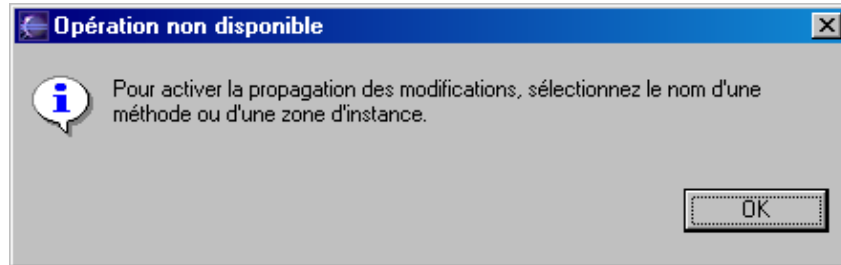 Opération non disponible
Pour activer la propagation des modifications, sélectionnez le nom d'une
méthode ou d'une zone d'instance.
OK